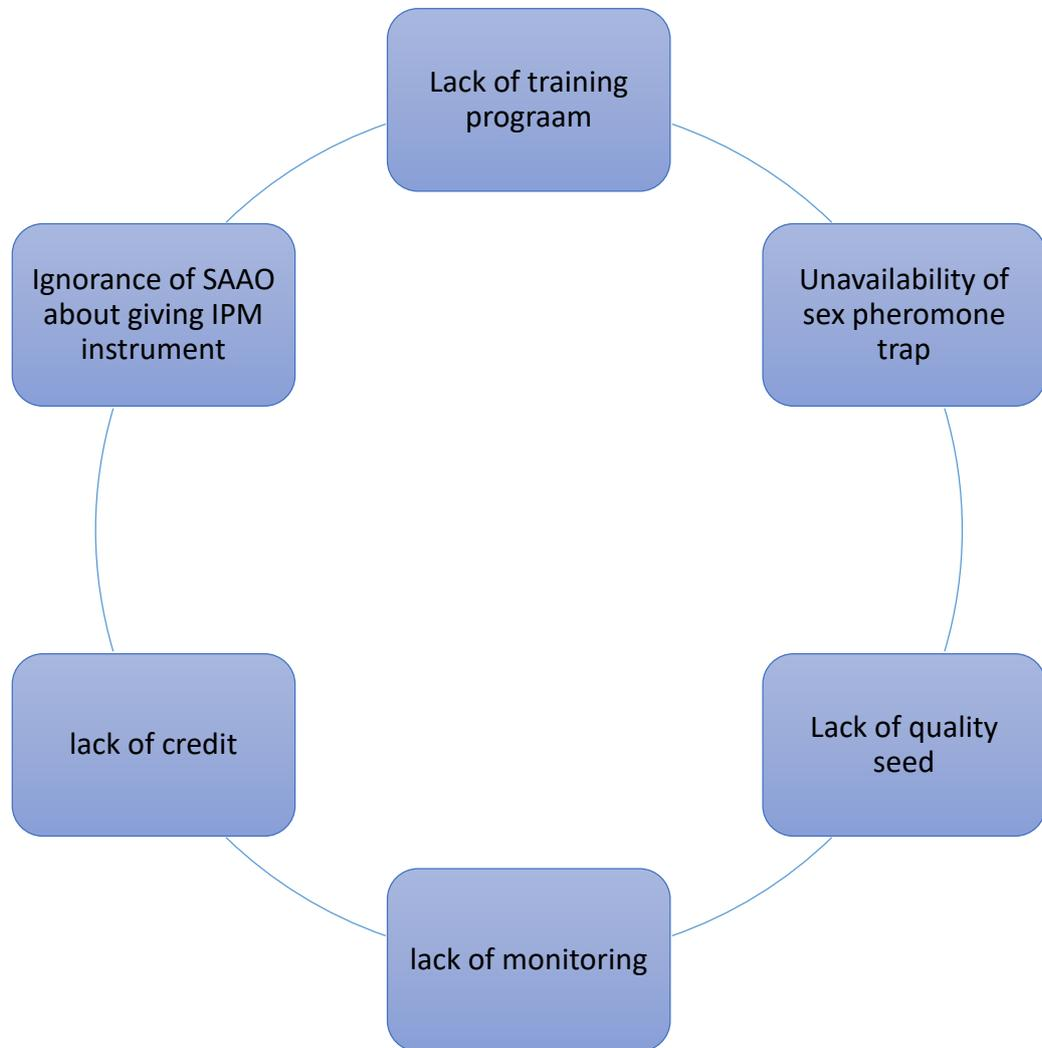 Lack of training
prograam
Unavailability of
sex pheromone
trap
Lack of quality
seed
lack of monitoring
lack of credit
Ignorance of SAAO
about giving IPM
instrument